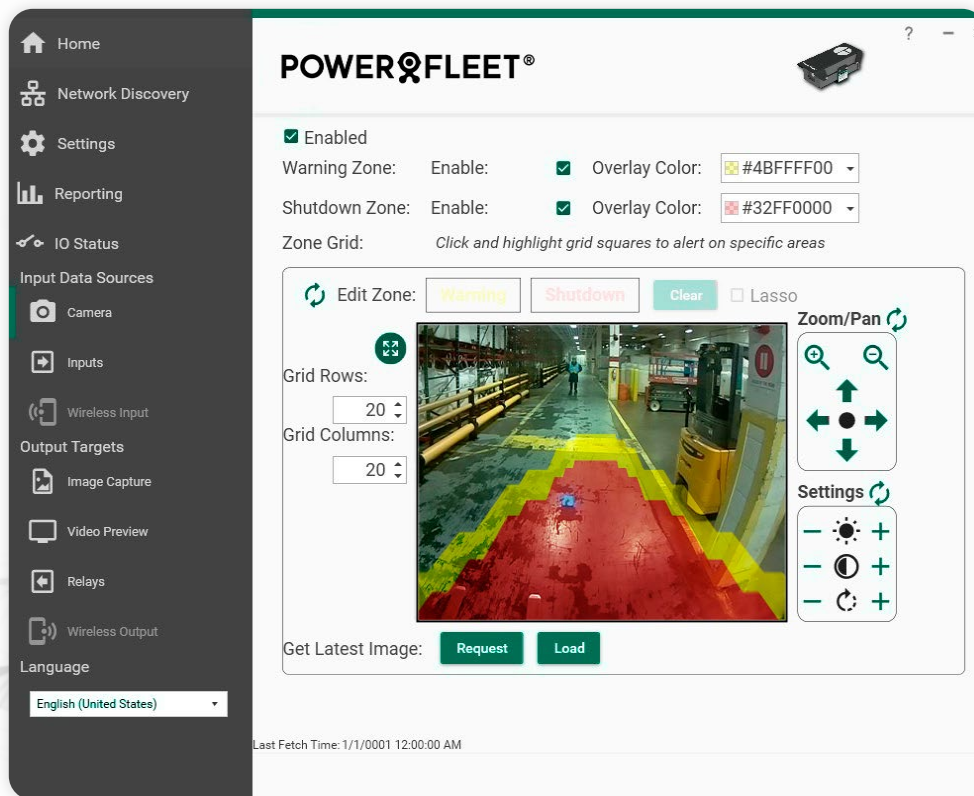 Home
Network Discovery
Settings
Reporting
IO Status
Input Data Sources
Camera
Inputs
Wireless Input
Output Targets
Image Capture
Video Preview
Relays
Wireless Output
Language
English (United States)
? –
POWERFLEET®
Enabled
Warning Zone: Enable: Overlay Color: #4BFFFF00
Shutdown Zone: Enable: Overlay Color: #32FF0000
Zone Grid: Click and highlight grid squares to alert on specific areas
Edit Zone: Warning Shutdown Clear Lasso
Zoom/Pan
Grid Rows:
20
Grid Columns:
20
Settings
Get Latest Image: Request Load
Last Fetch Time: 1/1/0001 12:00:00 AM